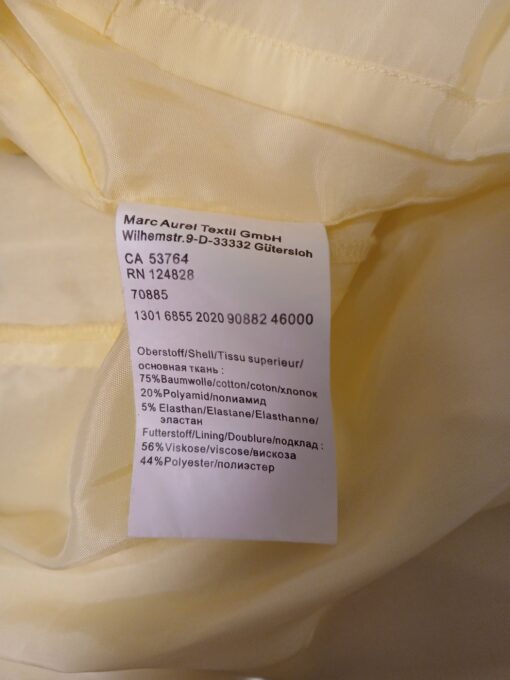 Marc Aurel Textil GmbH
Wilhemstr.9-D-33332 Gütersloh
CA 53764
RN 124828
70885
1301 6855 2020 90882 46000
Oberstoff/Shell/Tissu superieur/
основная ткань :
75%Baumwolle/cotton/coton/хлопок
20%Polyamid/полиамид
5% Elasthan/Elastane/Elasthanne/
эластан
Futterstoff/Lining/Doublure/подклад :
56%Viskose/viscose/вискоза
44%Polyester/полиэстер